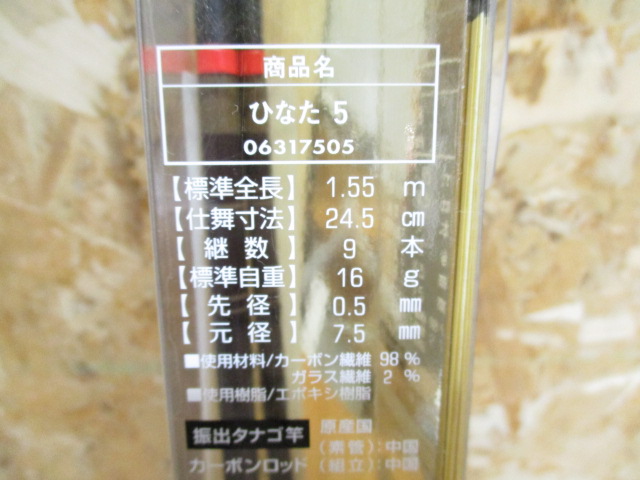 商品名
ひなた 5
06317505
【標準全長】 1.55 m
【仕舞寸法】 24.5 cm
【継数】 9 本
【標準自重】 16 g
【先径】 0.5 mm
【元径】 7.5 mm
■使用材料/カーボン繊維 98 %
ガラス繊維 2 %
■使用樹脂/エポキシ樹脂
振出タナゴ竿
カーボンロッド
原産国
(素管):中国
(組立):中国